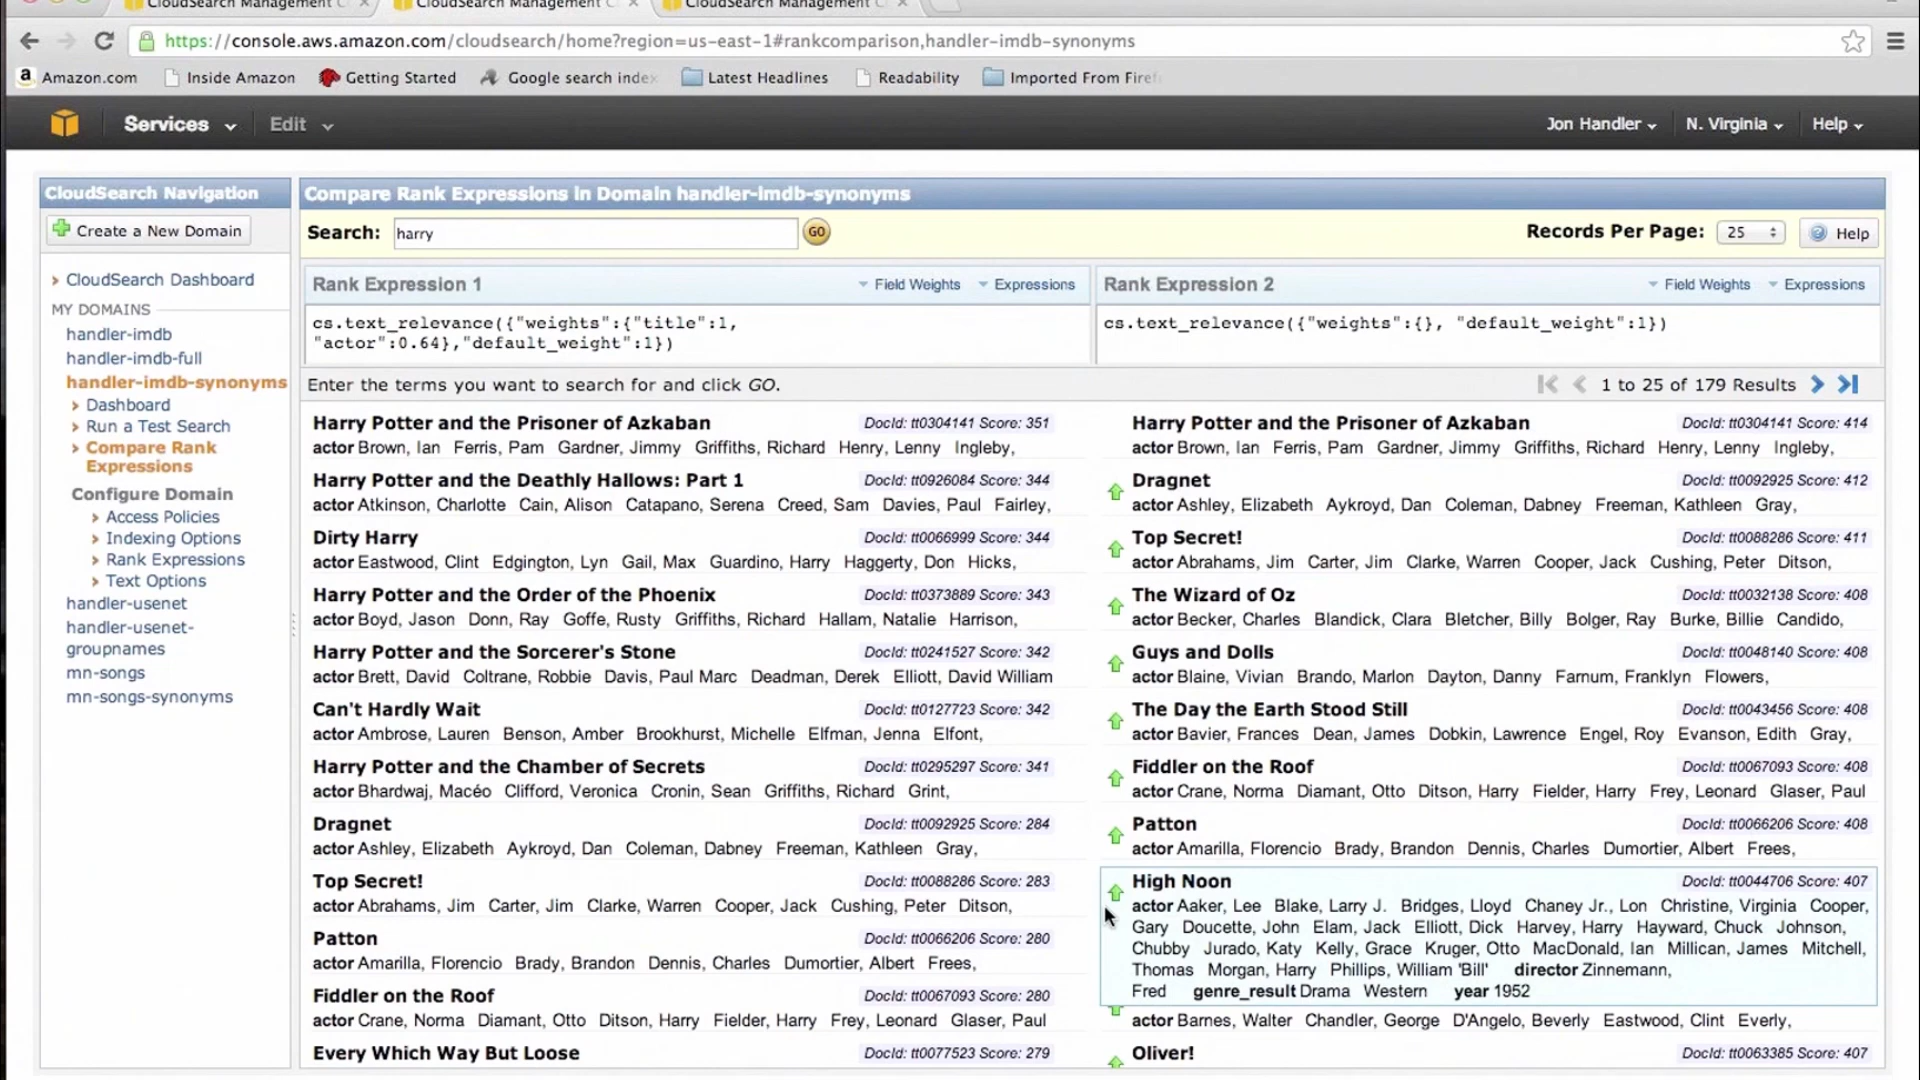 CloudSearch Management C
CloudSearch Management C
CloudSearch Management C
https://console.aws.amazon.com/cloudsearch/home?region=us-east-1#rankcomparison,handler-imdb-synonyms
Amazon.com Inside Amazon Getting Started Google search index Latest Headlines Readability Imported From Firef
Services Edit Jon Handler N. Virginia Help
CloudSearch Navigation
Create a New Domain
CloudSearch Dashboard
MY DOMAINS
handler-imdb
handler-imdb-full
handler-imdb-synonyms
Dashboard
Run a Test Search
Compare Rank
Expressions
Configure Domain
Access Policies
Indexing Options
Rank Expressions
Text Options
handler-usenet
handler-usenet-
groupnames
mn-songs
mn-songs-synonyms
Compare Rank Expressions in Domain handler-imdb-synonyms
Search: harry GO Records Per Page: 25 Help
Rank Expression 1 Field Weights Expressions
cs.text_relevance({"weights":{"title":1,
"actor":0.64},"default_weight":1})
Rank Expression 2 Field Weights Expressions
cs.text_relevance({"weights":{}, "default_weight":1})
Enter the terms you want to search for and click GO. 1 to 25 of 179 Results
Harry Potter and the Prisoner of Azkaban DocId: tt0304141 Score: 351
actor Brown, Ian Ferris, Pam Gardner, Jimmy Griffiths, Richard Henry, Lenny Ingleby,
Harry Potter and the Deathly Hallows: Part 1 DocId: tt0926084 Score: 344
actor Atkinson, Charlotte Cain, Alison Catapano, Serena Creed, Sam Davies, Paul Fairley,
Dirty Harry DocId: tt0066999 Score: 344
actor Eastwood, Clint Edgington, Lyn Gail, Max Guardino, Harry Haggerty, Don Hicks,
Harry Potter and the Order of the Phoenix DocId: tt0373889 Score: 343
actor Boyd, Jason Donn, Ray Goffe, Rusty Griffiths, Richard Hallam, Natalie Harrison,
Harry Potter and the Sorcerer's Stone DocId: tt0241527 Score: 342
actor Brett, David Coltrane, Robbie Davis, Paul Marc Deadman, Derek Elliott, David William
Can't Hardly Wait DocId: tt0127723 Score: 342
actor Ambrose, Lauren Benson, Amber Brookhurst, Michelle Elfman, Jenna Elfont,
Harry Potter and the Chamber of Secrets DocId: tt0295297 Score: 341
actor Bhardwaj, Macéo Clifford, Veronica Cronin, Sean Griffiths, Richard Grint,
Dragnet DocId: tt0092925 Score: 284
actor Ashley, Elizabeth Aykroyd, Dan Coleman, Dabney Freeman, Kathleen Gray,
Top Secret! DocId: tt0088286 Score: 283
actor Abrahams, Jim Carter, Jim Clarke, Warren Cooper, Jack Cushing, Peter Ditson,
Patton DocId: tt0066206 Score: 280
actor Amarilla, Florencio Brady, Brandon Dennis, Charles Dumortier, Albert Frees,
Fiddler on the Roof DocId: tt0067093 Score: 280
actor Crane, Norma Diamant, Otto Ditson, Harry Fielder, Harry Frey, Leonard Glaser, Paul
Every Which Way But Loose DocId: tt0077523 Score: 279
Harry Potter and the Prisoner of Azkaban DocId: tt0304141 Score: 414
actor Brown, Ian Ferris, Pam Gardner, Jimmy Griffiths, Richard Henry, Lenny Ingleby,
Dragnet DocId: tt0092925 Score: 412
actor Ashley, Elizabeth Aykroyd, Dan Coleman, Dabney Freeman, Kathleen Gray,
Top Secret! DocId: tt0088286 Score: 411
actor Abrahams, Jim Carter, Jim Clarke, Warren Cooper, Jack Cushing, Peter Ditson,
The Wizard of Oz DocId: tt0032138 Score: 408
actor Becker, Charles Blandick, Clara Bletcher, Billy Bolger, Ray Burke, Billie Candido,
Guys and Dolls DocId: tt0048140 Score: 408
actor Blaine, Vivian Brando, Marlon Dayton, Danny Farnum, Franklyn Flowers,
The Day the Earth Stood Still DocId: tt0043456 Score: 408
actor Bavier, Frances Dean, James Dobkin, Lawrence Engel, Roy Evanson, Edith Gray,
Fiddler on the Roof DocId: tt0067093 Score: 408
actor Crane, Norma Diamant, Otto Ditson, Harry Fielder, Harry Frey, Leonard Glaser, Paul
Patton DocId: tt0066206 Score: 408
actor Amarilla, Florencio Brady, Brandon Dennis, Charles Dumortier, Albert Frees,
High Noon DocId: tt0044706 Score: 407
actor Aaker, Lee Blake, Larry J. Bridges, Lloyd Chaney Jr., Lon Christine, Virginia Cooper,
Gary Doucette, John Elam, Jack Elliott, Dick Harvey, Harry Hayward, Chuck Johnson,
Chubby Jurado, Katy Kelly, Grace Kruger, Otto MacDonald, Ian Millican, James Mitchell,
Thomas Morgan, Harry Phillips, William 'Bill' director Zinnemann,
Fred genre_result Drama Western year 1952
actor Barnes, Walter Chandler, George D'Angelo, Beverly Eastwood, Clint Everly,
Oliver! DocId: tt0063385 Score: 407